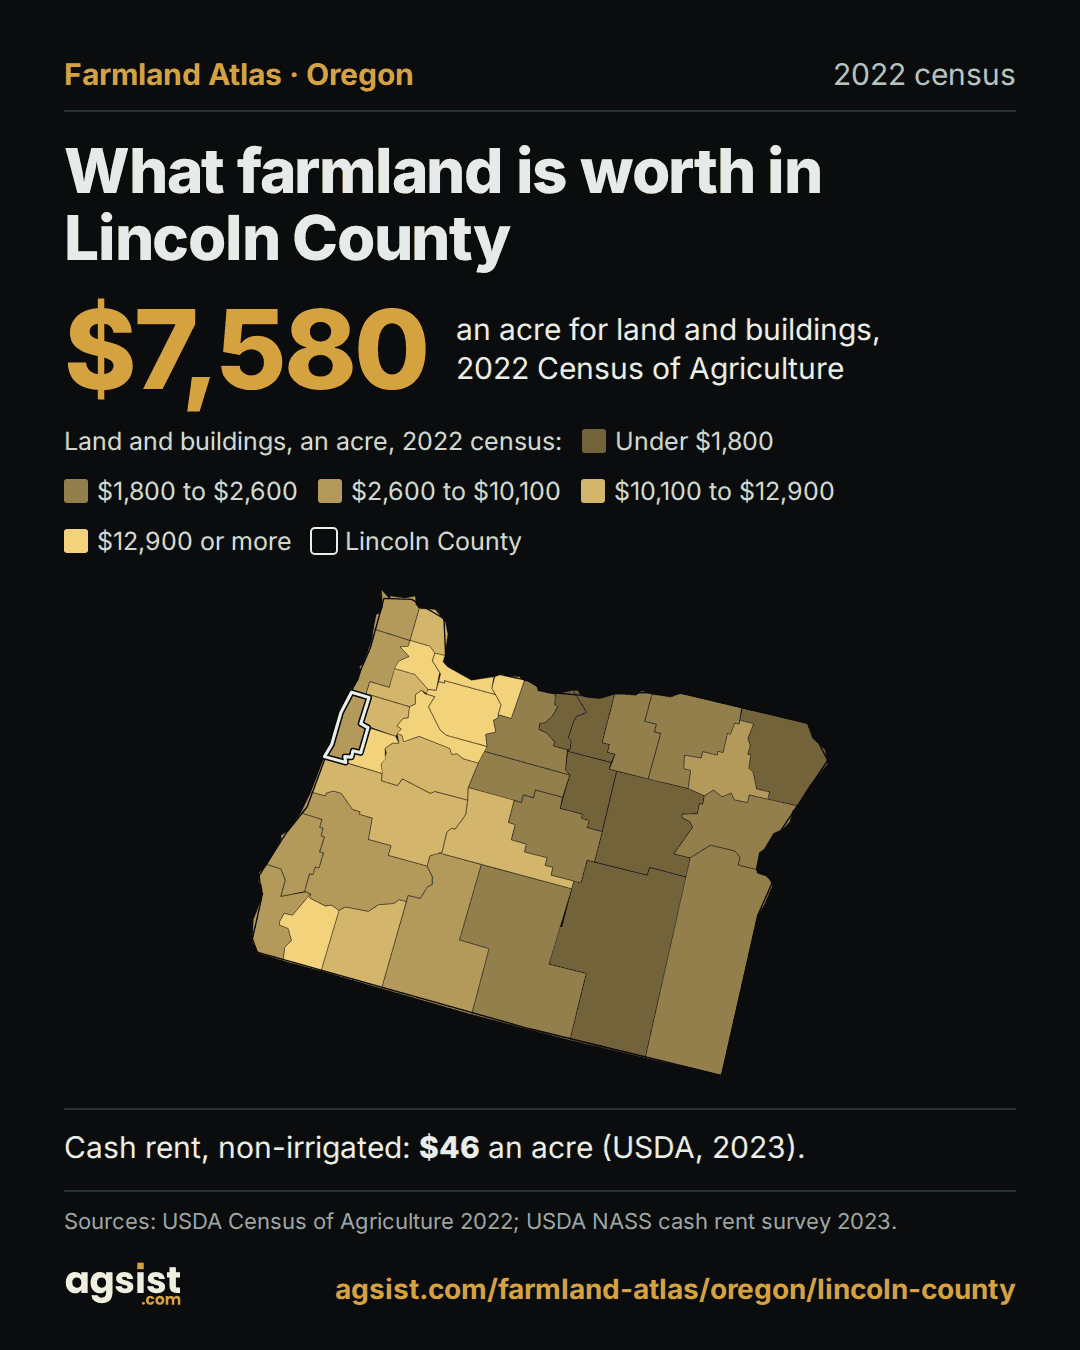 Farmland Atlas · Oregon
2022 census
What farmland is worth in
Lincoln County
$7,580
an acre for land and buildings,
2022 Census of Agriculture
Land and buildings, an acre, 2022 census: Under $1,800
$1,800 to $2,600 $2,600 to $10,100 $10,100 to $12,900
$12,900 or more Lincoln County
Cash rent, non-irrigated: $46 an acre (USDA, 2023).
Sources: USDA Census of Agriculture 2022; USDA NASS cash rent survey 2023.
agsist
.com
agsist.com/farmland-atlas/oregon/lincoln-county